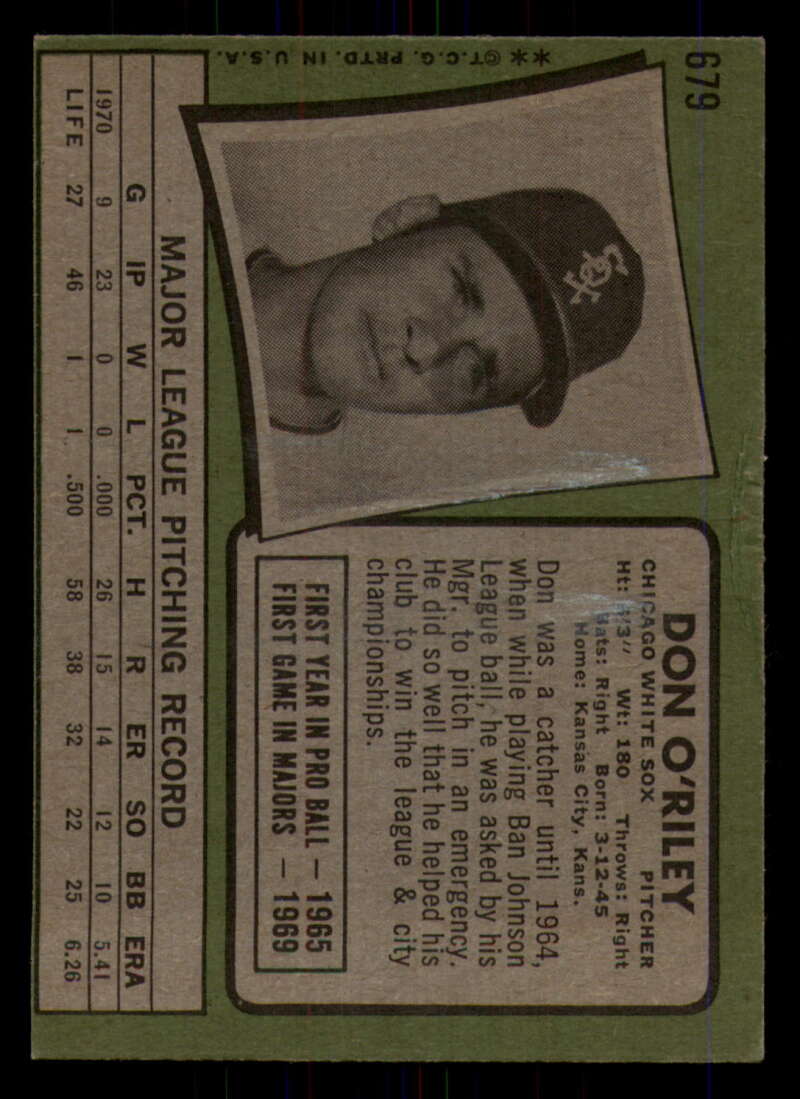 679
**©T.C.G. PRTD. IN U.S.A.
SOX
DON O'RILEY
CHICAGO WHITE SOX PITCHER
Ht: 6'3" Wt: 180 Throws: Right
Bats: Right Born: 3-12-45
Home: Kansas City, Kans.
Don was a catcher until 1964,
when while playing Ban Johnson
League ball, he was asked by his
Mgr. to pitch in an emergency.
He did so well that he helped his
club to win the league & city
championships.
FIRST YEAR IN PRO BALL — 1965
FIRST GAME IN MAJORS — 1969
MAJOR LEAGUE PITCHING RECORD
G IP W L PCT. H R ER SO BB ERA
1970 9 23 0 0 .000 26 15 14 12 10 5.41
LIFE 27 46 1 1 .500 58 38 32 22 25 6.26